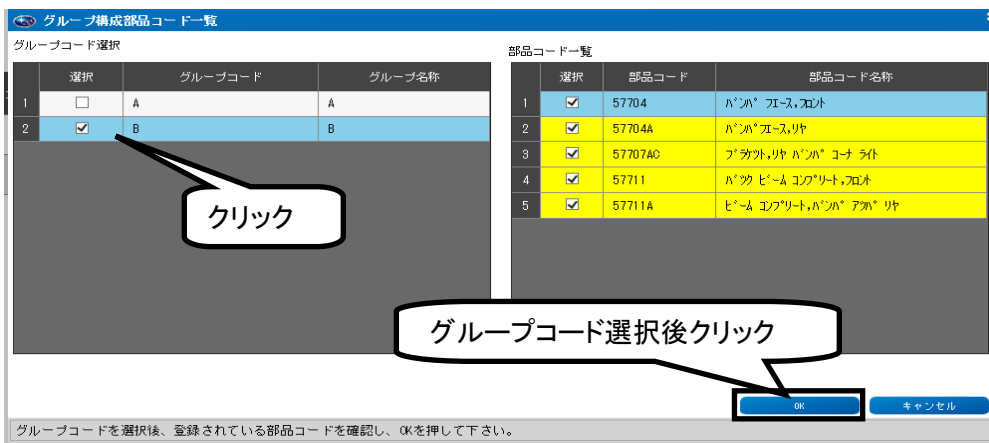 グループ構成部品コード一覧
グループコード選択
部品コード一覧
選択 グループコード グループ名称
1 A A
2 B B
選択 部品コード 部品コード名称
1 57704 バンパ フエース,フロント
2 57704A バンパフエース,リヤ
3 57707AC ブラケツト,リヤ バンパ コーナ ライト
4 57711 バツク ビーム コンプリート,フロント
5 57711A ビーム コンプリート,バンパ アツパ リヤ
クリック
グループコード選択後クリック
OK キャンセル
グループコードを選択後、登録されている部品コードを確認し、OKを押して下さい。